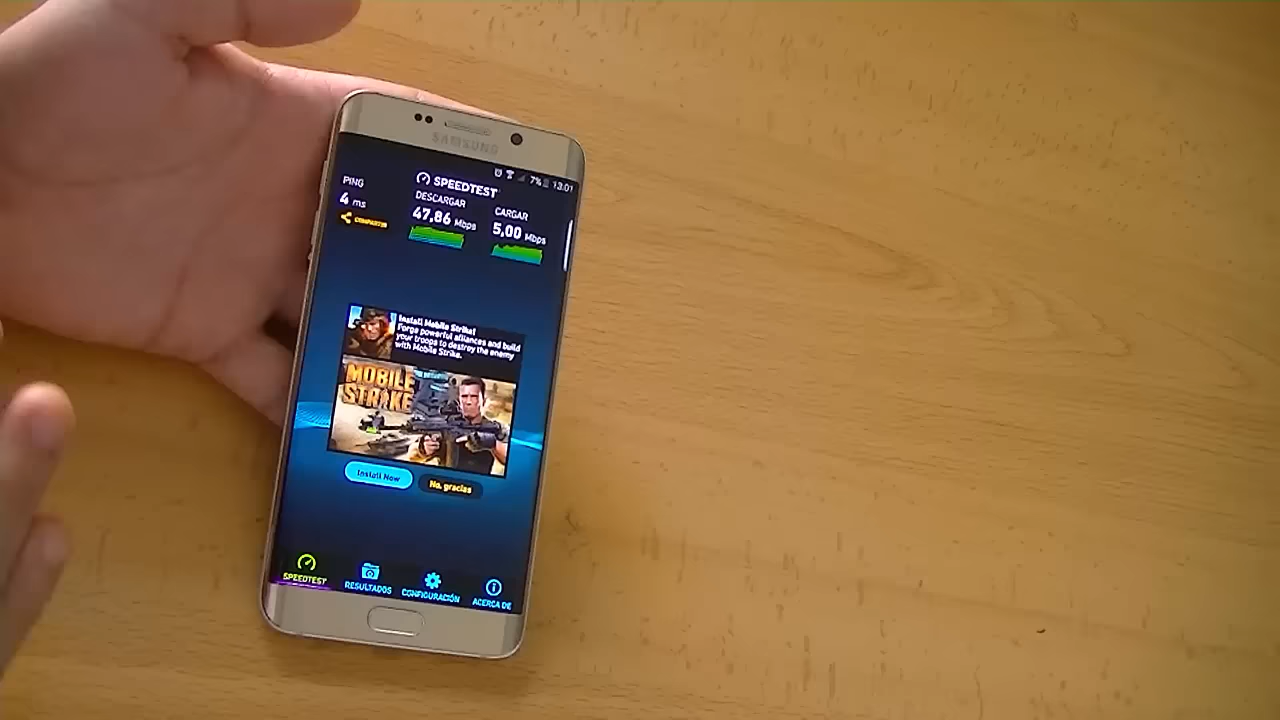 SAMSUNG
7% 13:01
SPEEDTEST
PING
4 ms
COMPARTIR
DESCARGAR
47,86 Mbps
CARGAR
5,00 Mbps
Install Mobile Strike!
Forge powerful alliances and build
your troops to destroy the enemy
with Mobile Strike.
MOBILE
STRIKE
Install Now
No, gracias
SPEEDTEST
RESULTADOS
CONFIGURACIÓN
ACERCA DE